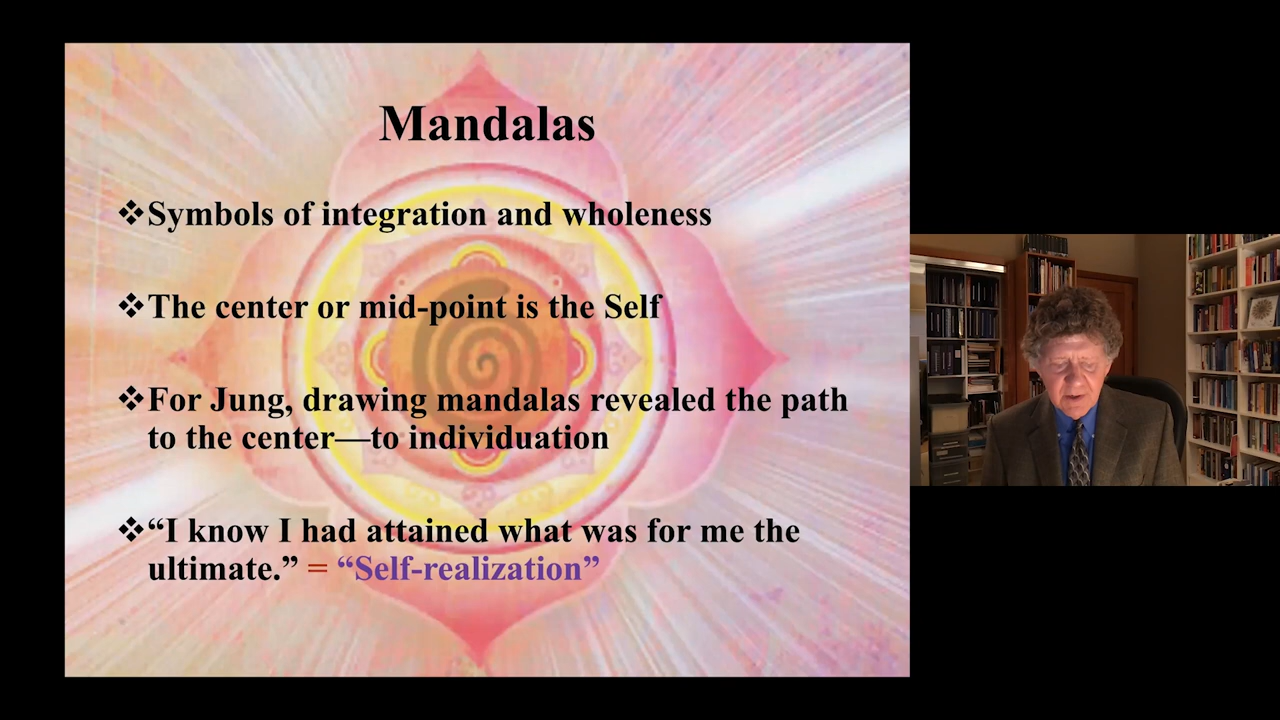 Mandalas
❖Symbols of integration and wholeness
❖The center or mid-point is the Self
❖For Jung, drawing mandalas revealed the path
to the center—to individuation
❖“I know I had attained what was for me the
ultimate.” = “Self-realization”